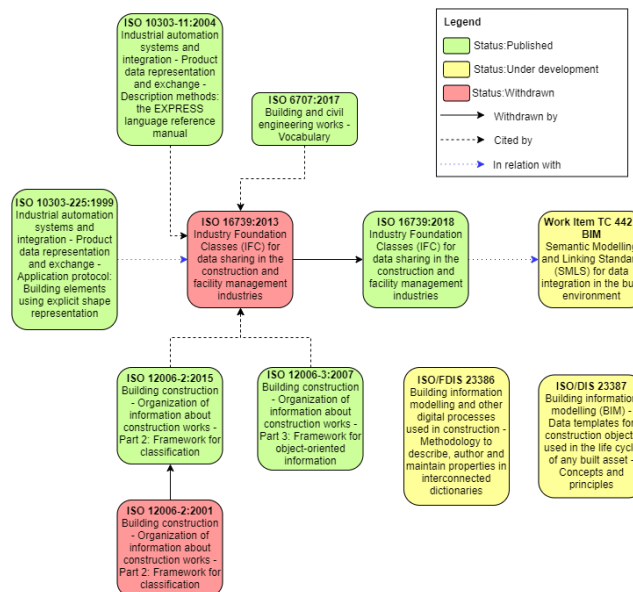 ISO 10303-11:2004
Industrial automation
systems and
integration - Product
data representation
and exchange -
Description methods:
the EXPRESS
language reference
manual
ISO 6707:2017
Building and civil
engineering works -
Vocabulary
Legend
Status:Published
Status:Under development
Status:Withdrawn
Withdrawn by
Cited by
In relation with
ISO 10303-225:1999
Industrial automation
systems and
integration - Product
data representation
and exchange -
Application protocol:
Building elements
using explicit shape
representation
ISO 16739:2013
Industry Foundation
Classes (IFC) for
data sharing in the
construction and
facility management
industries
ISO 16739:2018
Industry Foundation
Classes (IFC) for
data sharing in the
construction and
facility management
industries
Work Item TC 442
BIM
Semantic Modelling
and Linking Standard
(SMLS) for data
integration in the
environment
ISO 12006-2:2015
Building construction
- Organization of
information about
construction works -
Part 2: Framework for
classification
ISO 12006-3:2007
Building construction
- Organization of
information about
construction works -
Part 3: Framework for
object-oriented
information
ISO/FDIS 23386
Building information
modelling and other
digital processes
used in construction -
Methodology to
describe, author and
maintain properties in
interconnected
dictionaries
ISO/DIS 23387
Building information
modelling (BIM) -
Data templates for
construction objects
used in the life
of any built asset -
Concepts and
principles
ISO 12006-2:2001
Building construction
- Organization of
information about
construction works -
Part 2: Framework for
classification